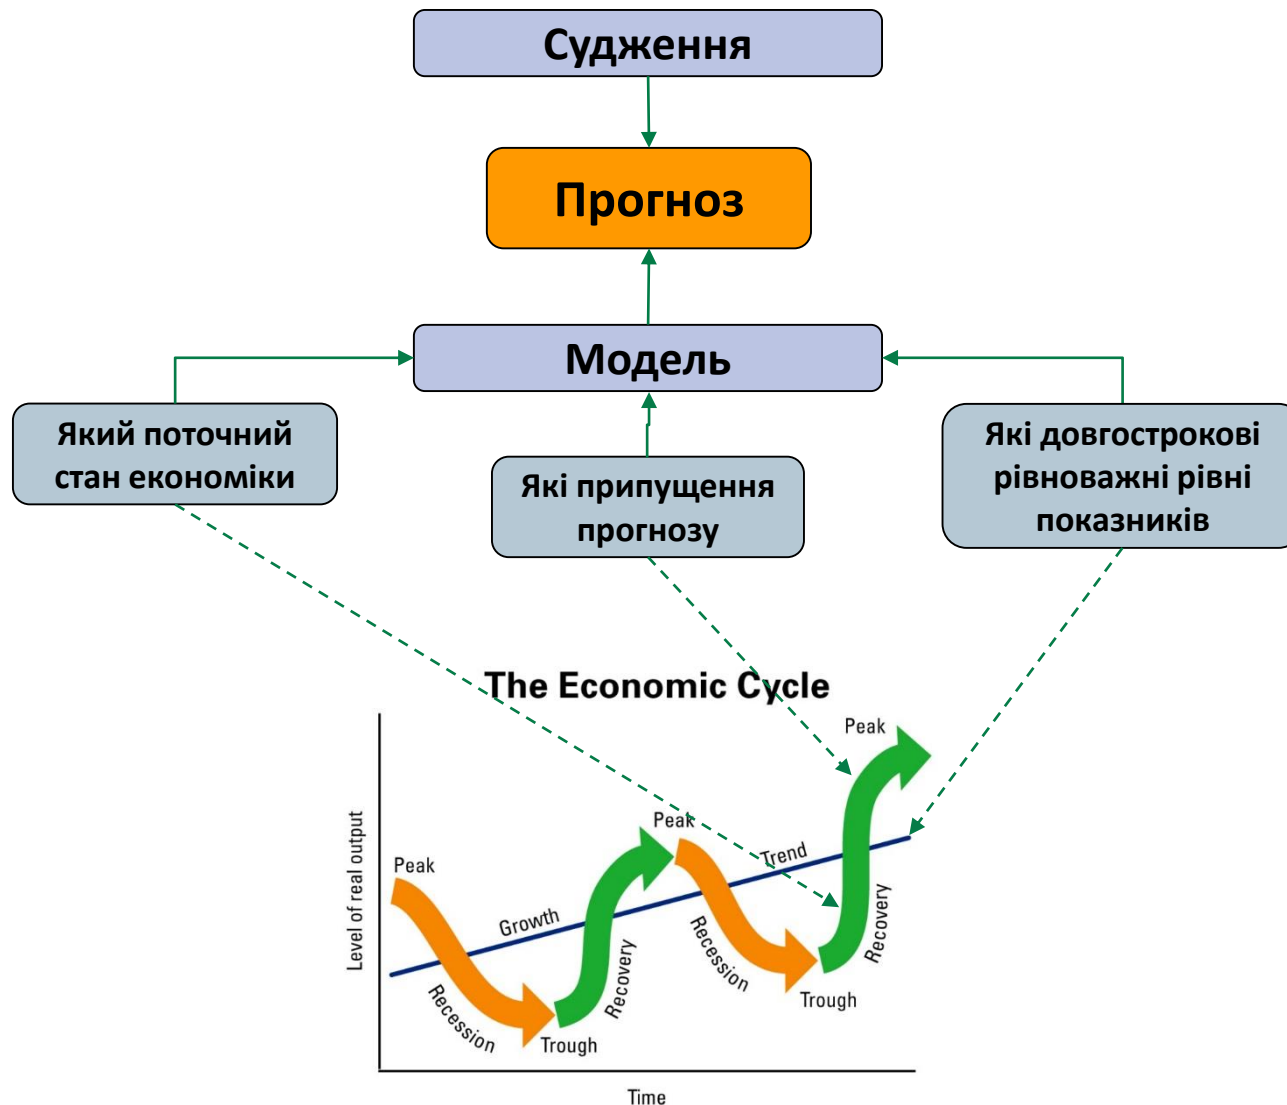 Судження
Прогноз
Модель
Який поточний
стан економіки
Які припущення
прогнозу
Які довгострокові
рівноважні рівні
показників
The Economic Cycle
Level of real output
Peak
Recession
Growth
Trough
Recovery
Peak
Recession
Trend
Trough
Recovery
Peak
Time